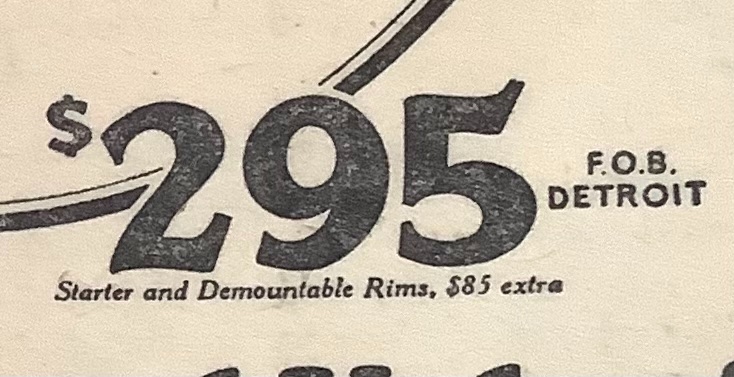 $295
F.O.B.
DETROIT
Starter and Demountable Rims, $85 extra